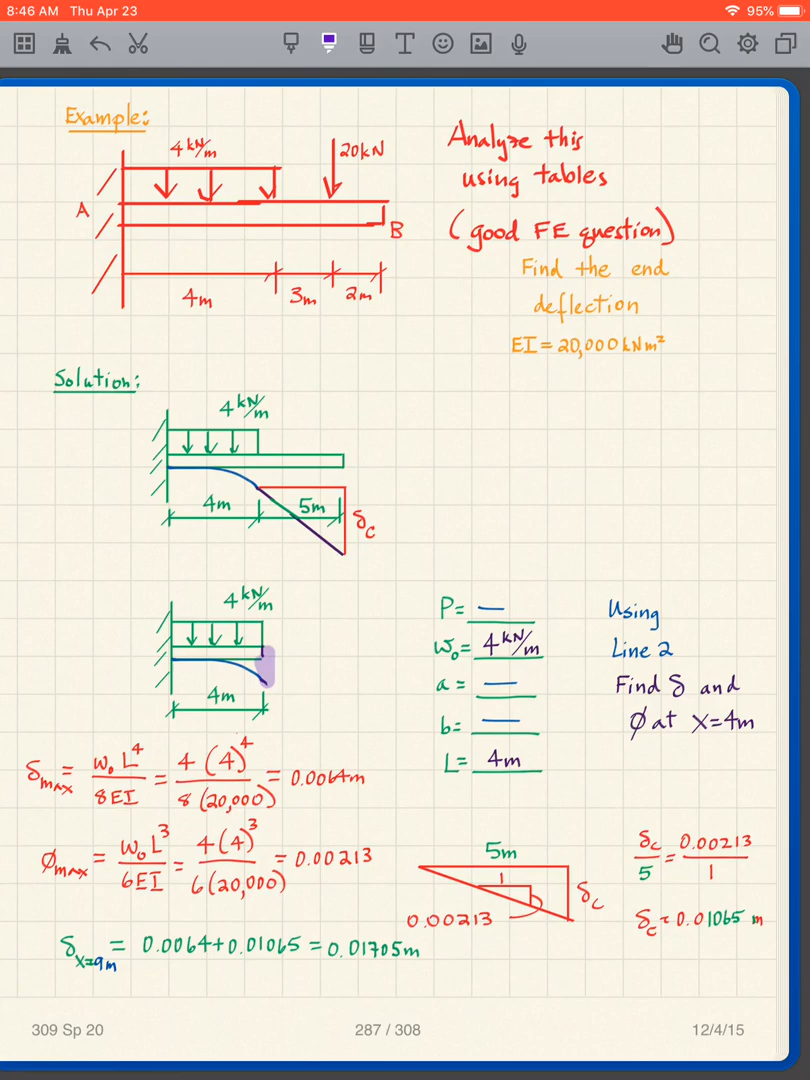 8:46 AM Thu Apr 23
95%
Example:
4 kN/m
20kN
A
B
4m
3m
2m
Analyze this
using tables
(good FE question)
Find the end
deflection
EI = 20,000 kN m²
Solution:
4 kN/m
4m
5m
δc
4 kN/m
4m
P = —
w₀ = 4 kN/m
a = —
b = —
L = 4m
Using
Line 2
Find δ and
ϕ at x=4m
δmax = w₀L⁴/8EI = 4(4)⁴/8(20,000) = 0.0064m
ϕmax = w₀L³/6EI = 4(4)³/6(20,000) = 0.00213
5m
1
δc
0.00213
δc/5 = 0.00213/1
δc = 0.01065 m
δx=9m = 0.0064+0.01065 = 0.01705m
309 Sp 20
287 / 308
12/4/15